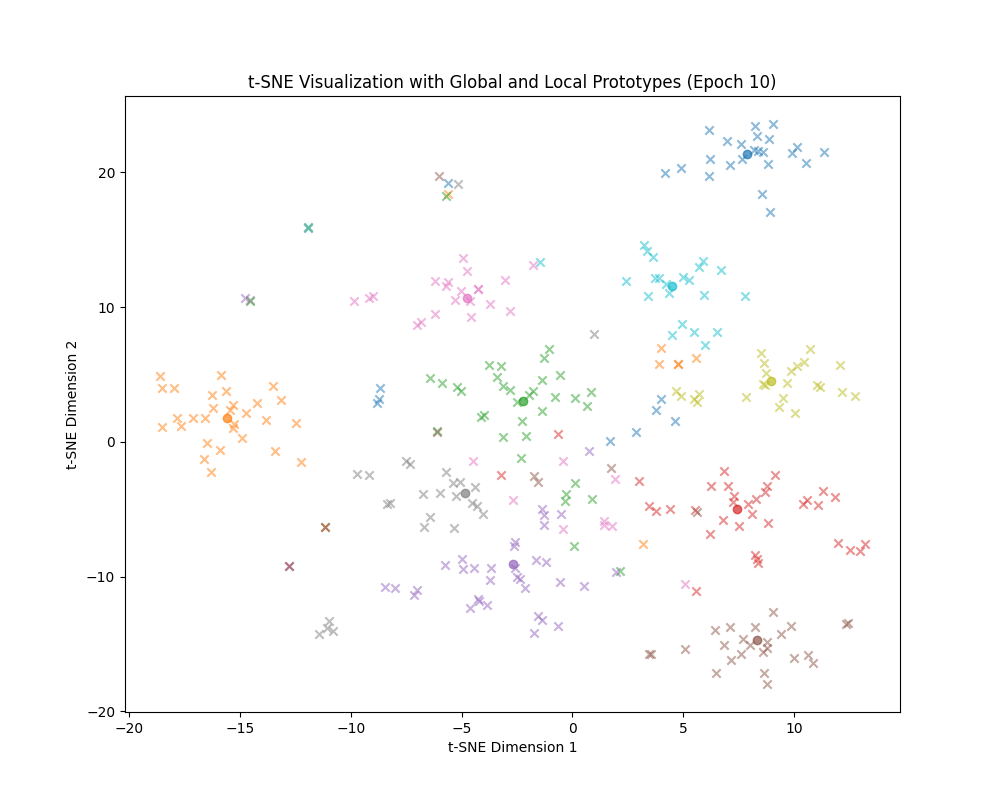 t-SNE Visualization with Global and Local Prototypes (Epoch 10)
t-SNE Dimension 2
20
10
0
−10
−20
−20 −15 −10 −5 0 5 10
t-SNE Dimension 1